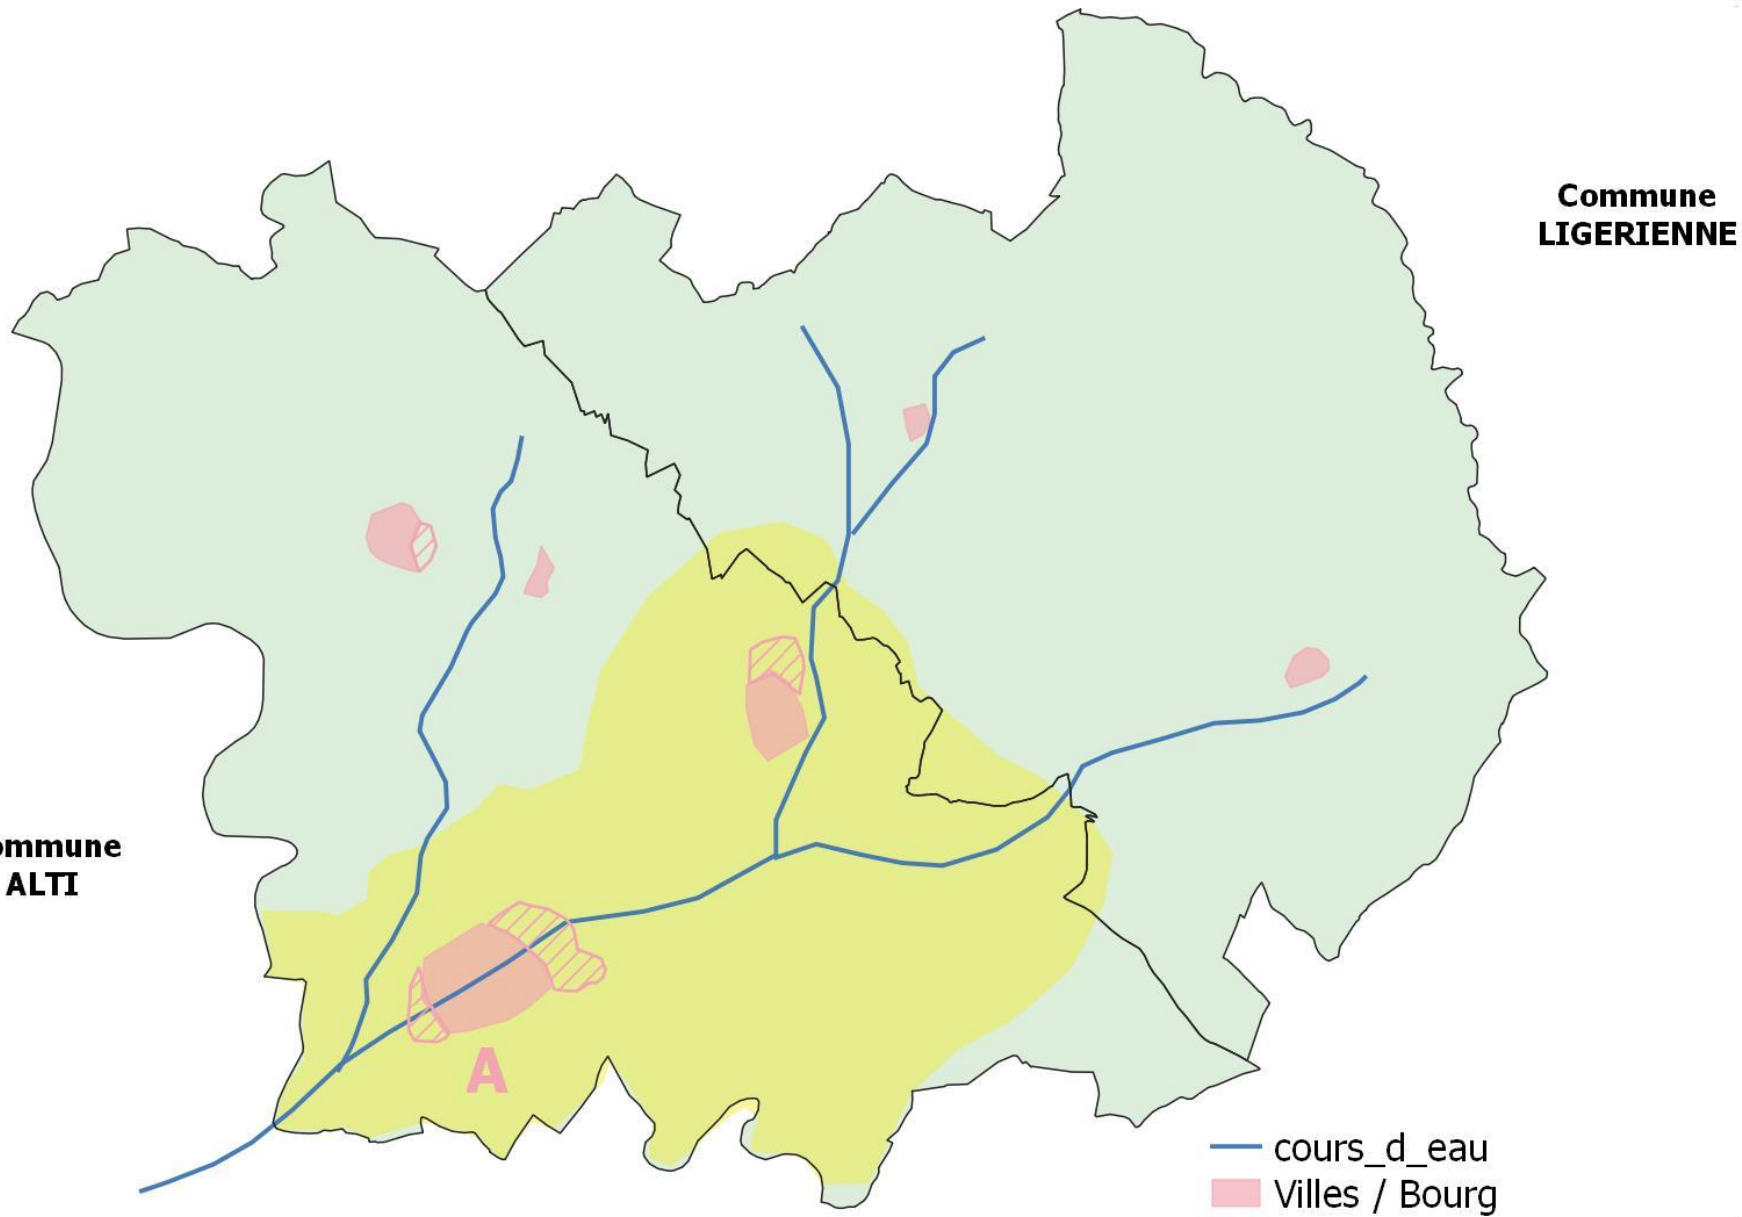 Commune
LIGERIENNE
ommune
ALTI
A
cours_d_eau
Villes / Bourg